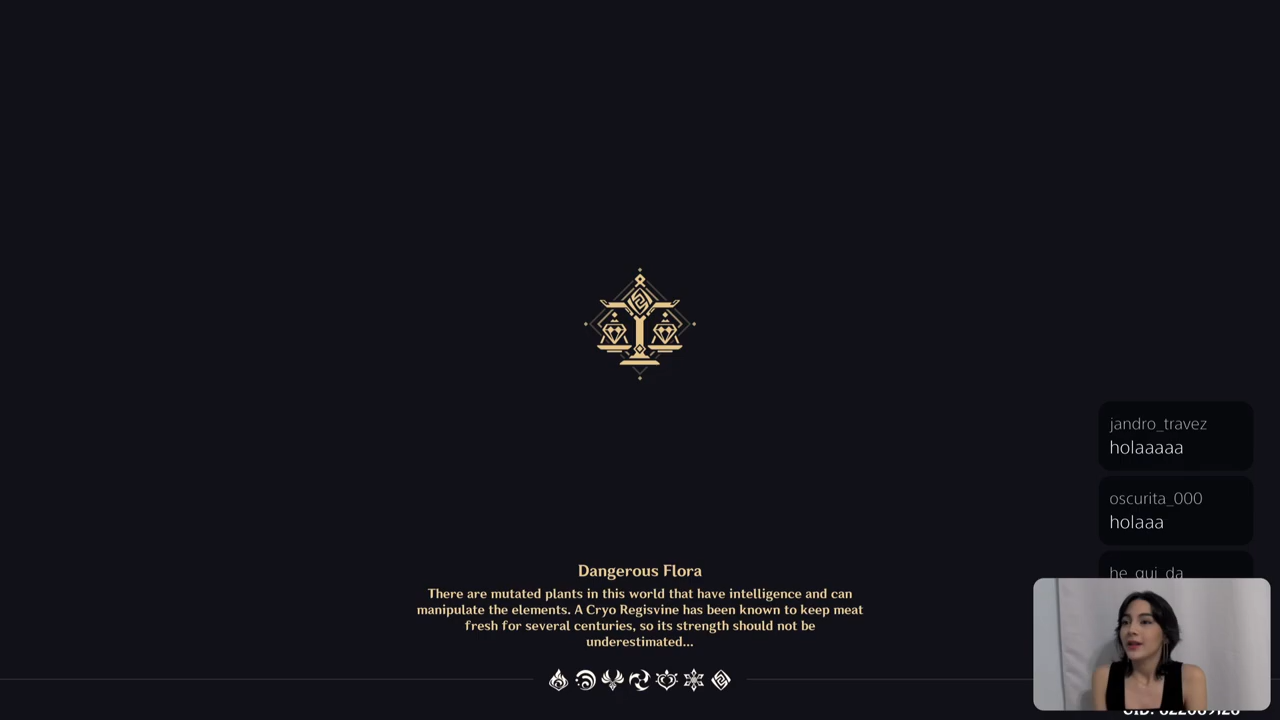 jandro_travez
holaaaaa
oscurita_000
holaaa
he_qui_da
Dangerous Flora
There are mutated plants in this world that have intelligence and can
manipulate the elements. A Cryo Regisvine has been known to keep meat
fresh for several centuries, so its strength should not be
underestimated...